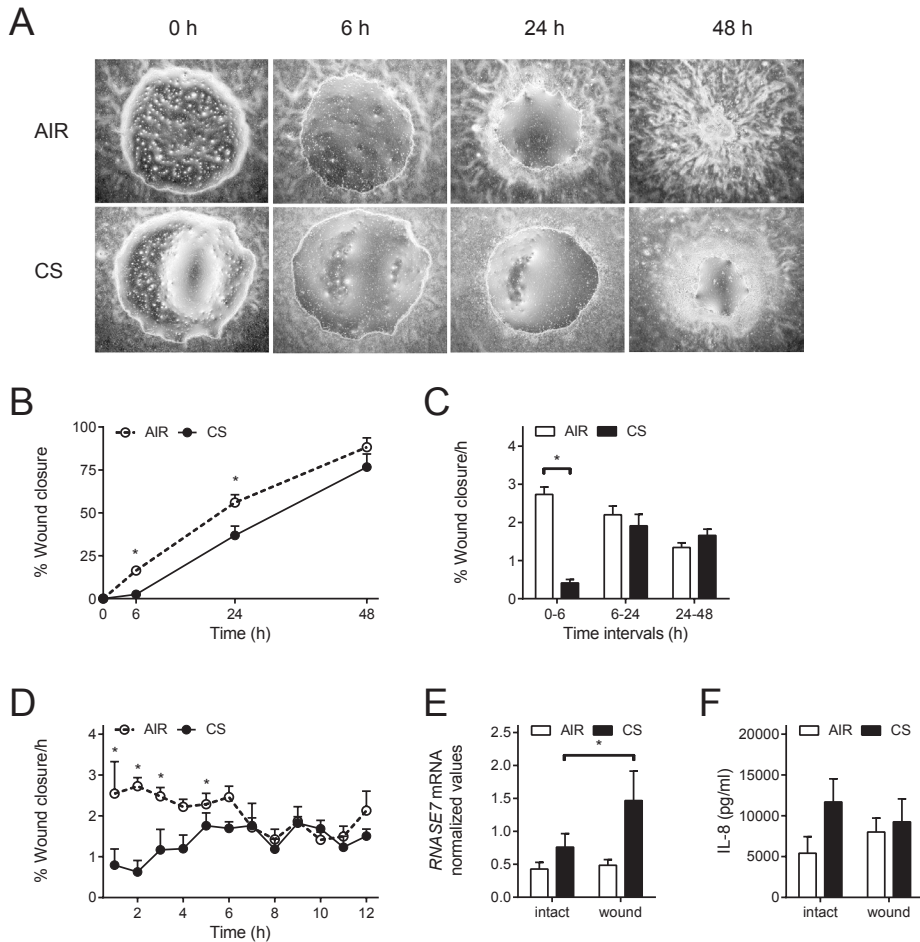 A
0 h 6 h 24 h 48 h
AIR
CS
B
AIR CS
% Wound closure
100
75
50
25
0
* *
0 6 24 48
Time (h)
C
AIR CS
% Wound closure/h
4
3
2
1
0
*
0-6 6-24 24-48
Time intervals (h)
D
AIR CS
% Wound closure/h
4
3
2
1
0
* * * *
2 4 6 8 10 12
Time (h)
E
AIR CS
RNASE7 mRNA
normalized values
2.5
2.0
1.5
1.0
0.5
0.0
*
intact wound
F
AIR CS
IL-8 (pg/ml)
20000
15000
10000
5000
0
intact wound